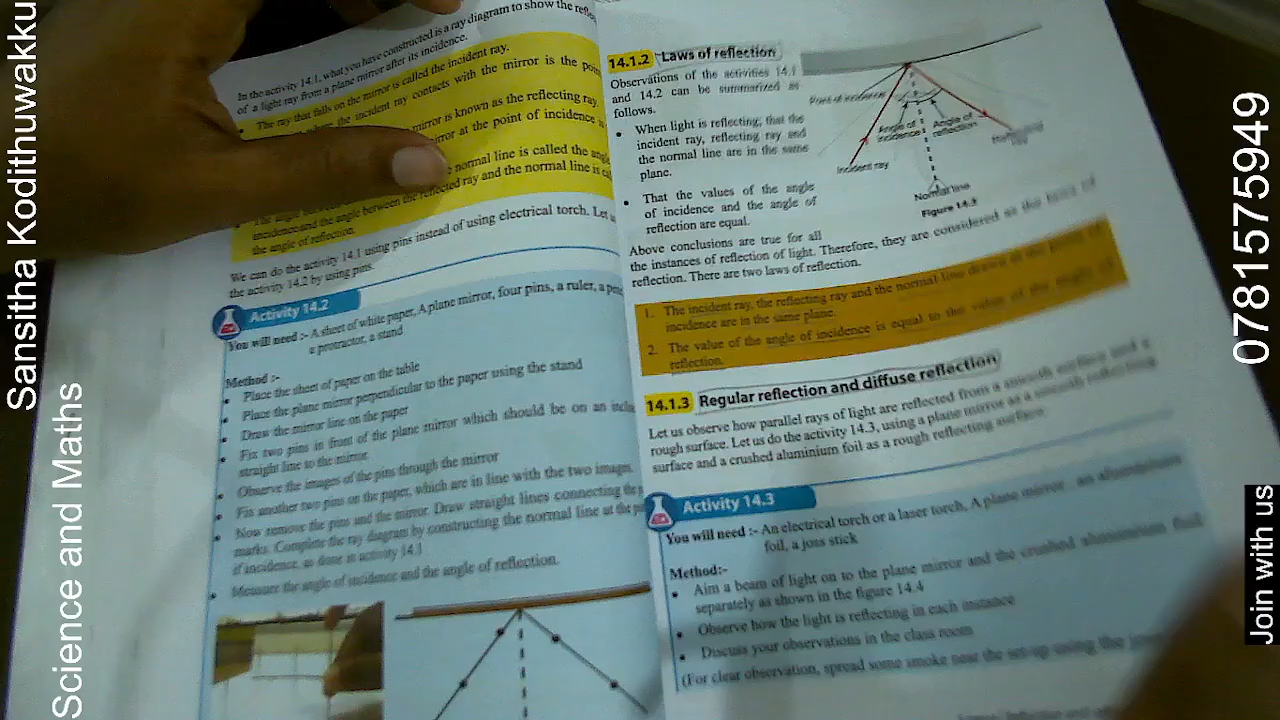 Sansitha Kodithuwakku
Science and Maths
0781575949
Join with us
In the activity 14.1, what you have constructed is a ray diagram to show the
of a light ray from a plane mirror after its incidence.
The ray that falls on the mirror is called the incident ray.
where the incident ray contacts with the mirror is the
mirror is known as the reflecting ray.
mirror at the point of incidence
normal line is called the
incidence and the angle between the reflected ray and the normal line is
the angle of reflection.
We can do the activity 14.1 using pins instead of using electrical torch. Let
the activity 14.2 by using pins.
Activity 14.2
You will need :- A sheet of white paper, A plane mirror, four pins, a ruler, a
a protractor, a stand
Method :-
• Place the sheet of paper on the table
• Place the plane mirror perpendicular to the paper using the stand
• Draw the mirror line on the paper
• Fix two pins in front of the plane mirror which should be on an
straight line to the mirror.
• Observe the images of the pins through the mirror
• Fix another two pins on the paper, which are in line with the two images.
• Now remove the pins and the mirror. Draw straight lines connecting the
marks. Complete the ray diagram by constructing the normal line at the
if incidence, as done in activity 14.1
• Measure the angle of incidence and the angle of reflection.
14.1.2 Laws of reflection
Observations of the activities 14.1
and 14.2 can be summarized as
follows.
• When light is reflecting; that the
incident ray, reflecting ray and
the normal line are in the same
plane.
• That the values of the angle
of incidence and the angle of
reflection are equal.
Point of incidence
Angle of
incidence
Angle of
reflection
Incident ray
Normal line
Figure 14.3
Above conclusions are true for all
the instances of reflection of light. Therefore, they are considered as the laws of
reflection. There are two laws of reflection.
1. The incident ray, the reflecting ray and the normal line drawn at the point of
incidence are in the same plane.
2. The value of the angle of incidence is equal to the value of the angle of
reflection.
14.1.3 Regular reflection and diffuse reflection
Let us observe how parallel rays of light are reflected from a smooth surface and a
rough surface. Let us do the activity 14.3, using a plane mirror as a smooth reflecting
surface and a crushed aluminium foil as a rough reflecting surface.
Activity 14.3
You will need :- An electrical torch or a laser torch, A plane mirror, an aluminium
foil, a joss stick
Method:-
• Aim a beam of light on to the plane mirror and the crushed aluminium foil
separately as shown in the figure 14.4
• Observe how the light is reflecting in each instance
• Discuss your observations in the class room
(For clear observation, spread some smoke near the set-up using the